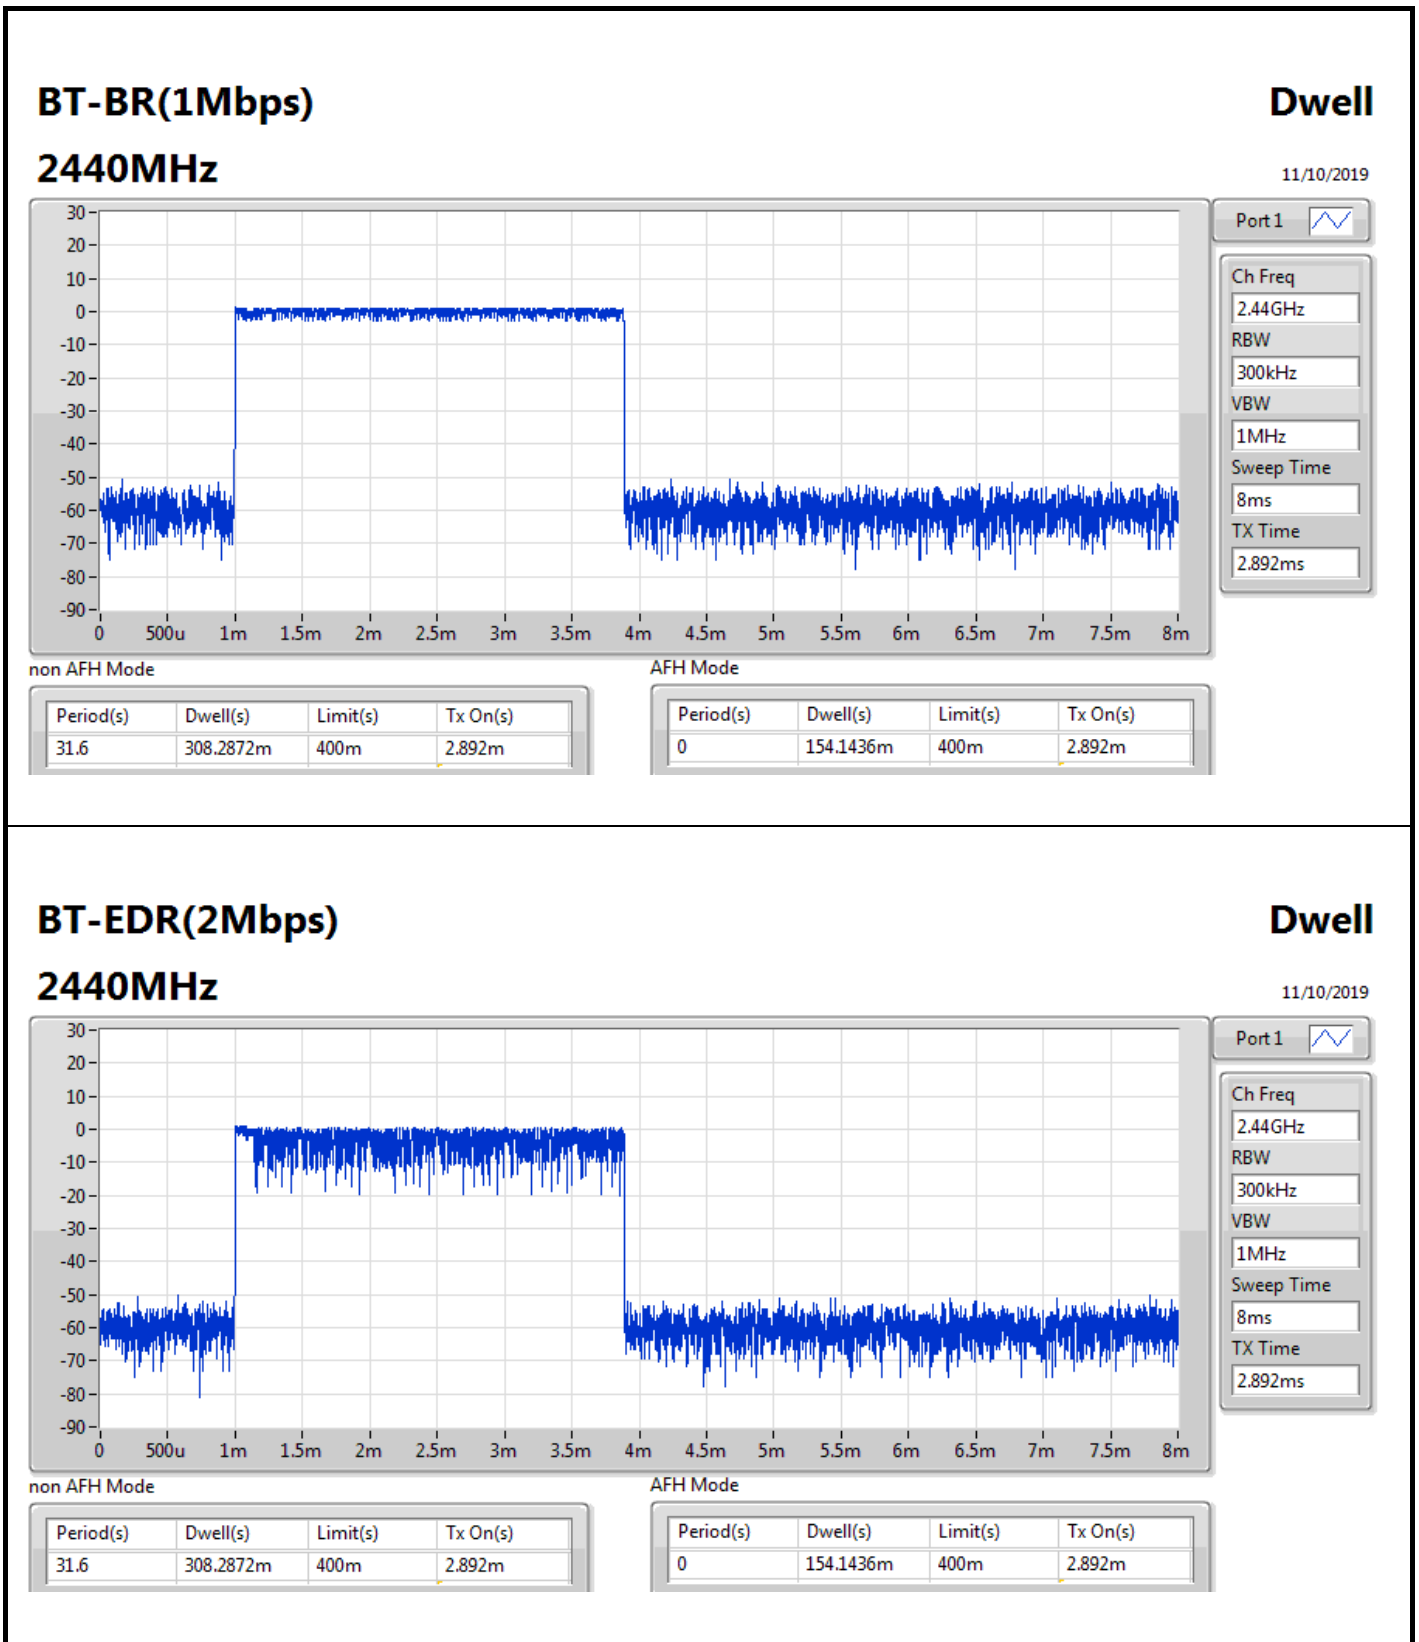 BT-BR(1Mbps) Dwell
2440MHz 11/10/2019
Port 1
30
20
10
0
-10
-20
-30
-40
-50
-60
-70
-80
-90
0 500u 1m 1.5m 2m 2.5m 3m 3.5m 4m 4.5m 5m 5.5m 6m 6.5m 7m 7.5m 8m
Ch Freq
2.44GHz
RBW
300kHz
VBW
1MHz
Sweep Time
8ms
TX Time
2.892ms
non AFH Mode
Period(s) Dwell(s) Limit(s) Tx On(s)
31.6 308.2872m 400m 2.892m
AFH Mode
Period(s) Dwell(s) Limit(s) Tx On(s)
0 154.1436m 400m 2.892m
BT-EDR(2Mbps) Dwell
2440MHz 11/10/2019
Port 1
30
20
10
0
-10
-20
-30
-40
-50
-60
-70
-80
-90
0 500u 1m 1.5m 2m 2.5m 3m 3.5m 4m 4.5m 5m 5.5m 6m 6.5m 7m 7.5m 8m
Ch Freq
2.44GHz
RBW
300kHz
VBW
1MHz
Sweep Time
8ms
TX Time
2.892ms
non AFH Mode
Period(s) Dwell(s) Limit(s) Tx On(s)
31.6 308.2872m 400m 2.892m
AFH Mode
Period(s) Dwell(s) Limit(s) Tx On(s)
0 154.1436m 400m 2.892m